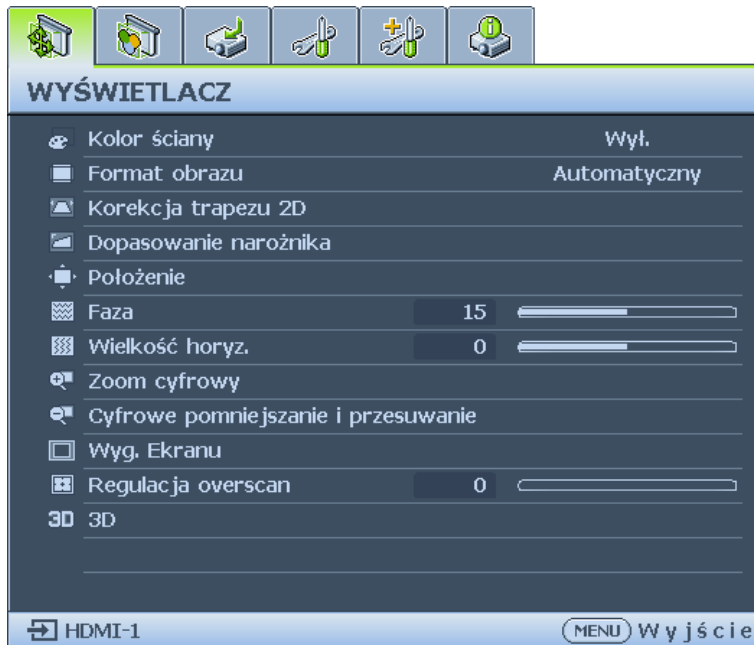 WYŚWIETLACZ
Kolor ściany Wył.
Format obrazu Automatyczny
Korekcja trapezu 2D
Dopasowanie narożnika
Położenie
Faza 15
Wielkość horyz. 0
Zoom cyfrowy
Cyfrowe pomniejszanie i przesuwanie
Wyg. Ekranu
Regulacja overscan 0
3D 3D
HDMI-1 MENU Wyjście